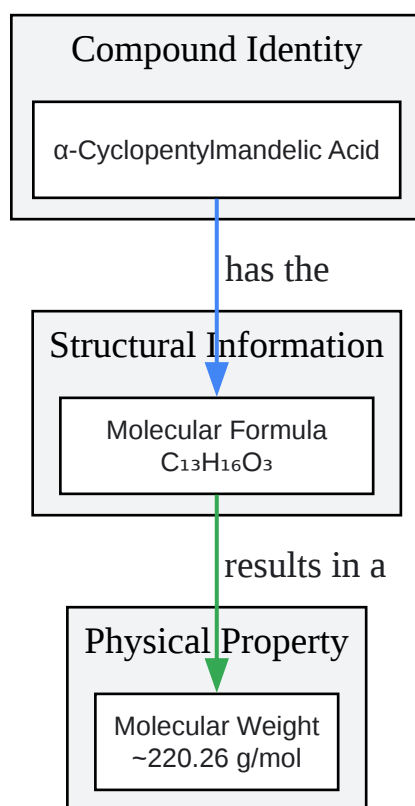 Compound Identity
α-Cyclopentylmandelic Acid
has the
Structural Information
Molecular Formula
C₁₃H₁₆O₃
results in a
Physical Property
Molecular Weight
~220.26 g/mol